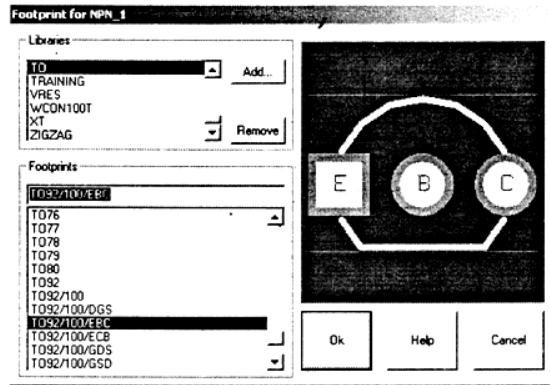 Footprint for NPN_1
Libraries
TO
TRAINING
VRES
WCON100T
XT
ZIGZAG
Add...
Remove
Footprints
TO92/100/EBC
TO76
TO77
TO78
TO79
TO80
TO92
TO92/100
TO92/100/DGS
TO92/100/EBC
TO92/100/ECB
TO92/100/GDS
TO92/100/GSD
E B C
Ok Help Cancel